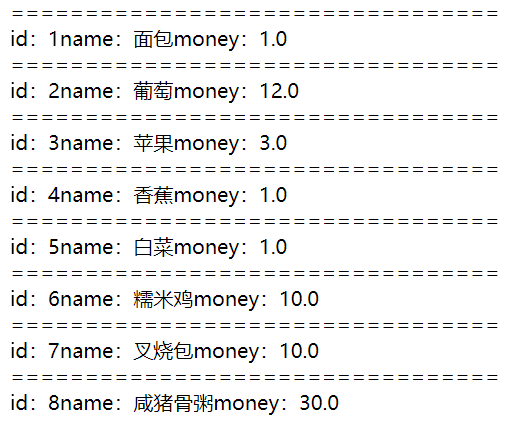 =================================
id：1name：面包money：1.0
=================================
id：2name：葡萄money：12.0
=================================
id：3name：苹果money：3.0
=================================
id：4name：香蕉money：1.0
=================================
id：5name：白菜money：1.0
=================================
id：6name：糯米鸡money：10.0
=================================
id：7name：叉烧包money：10.0
=================================
id：8name：咸猪骨粥money：30.0